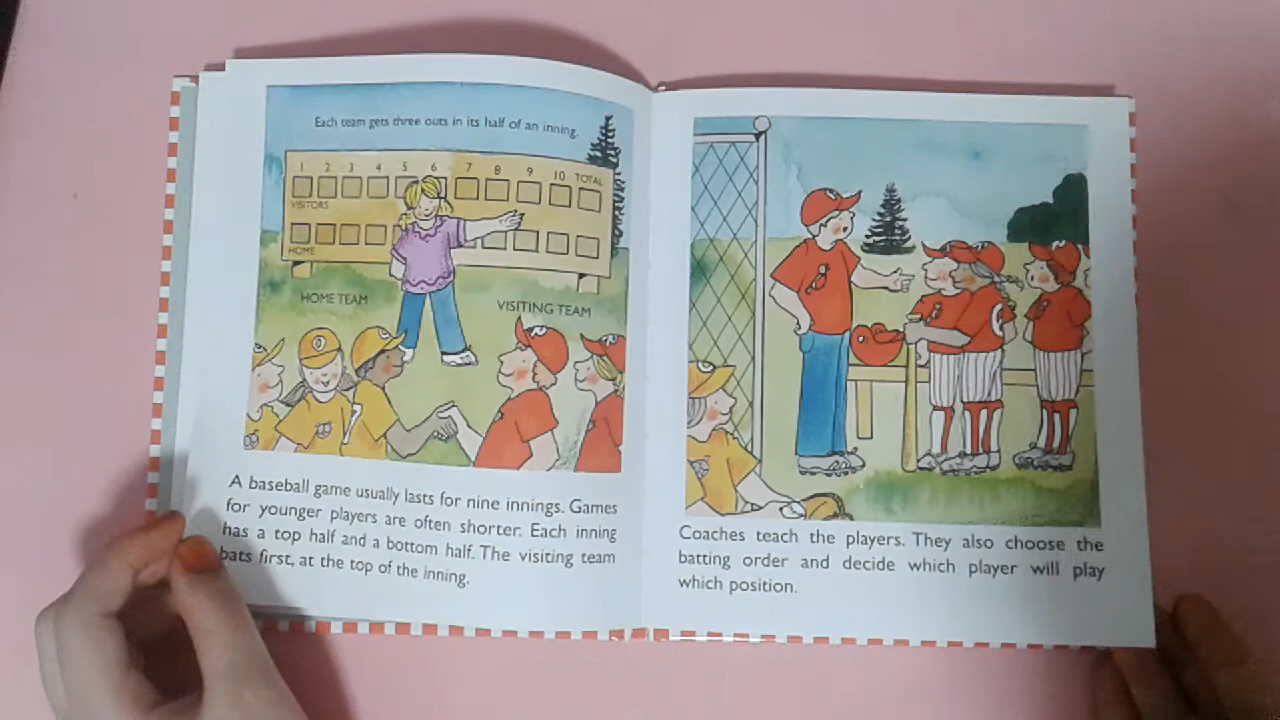 Each team gets three outs in its half of an inning.
1 2 3 4 5 6 7 8 9 10 TOTAL
VISITORS
HOME
HOME TEAM
VISITING TEAM
A baseball game usually lasts for nine innings. Games
for younger players are often shorter. Each inning
has a top half and a bottom half. The visiting team
bats first, at the top of the inning.
Coaches teach the players. They also choose the
batting order and decide which player will play
which position.